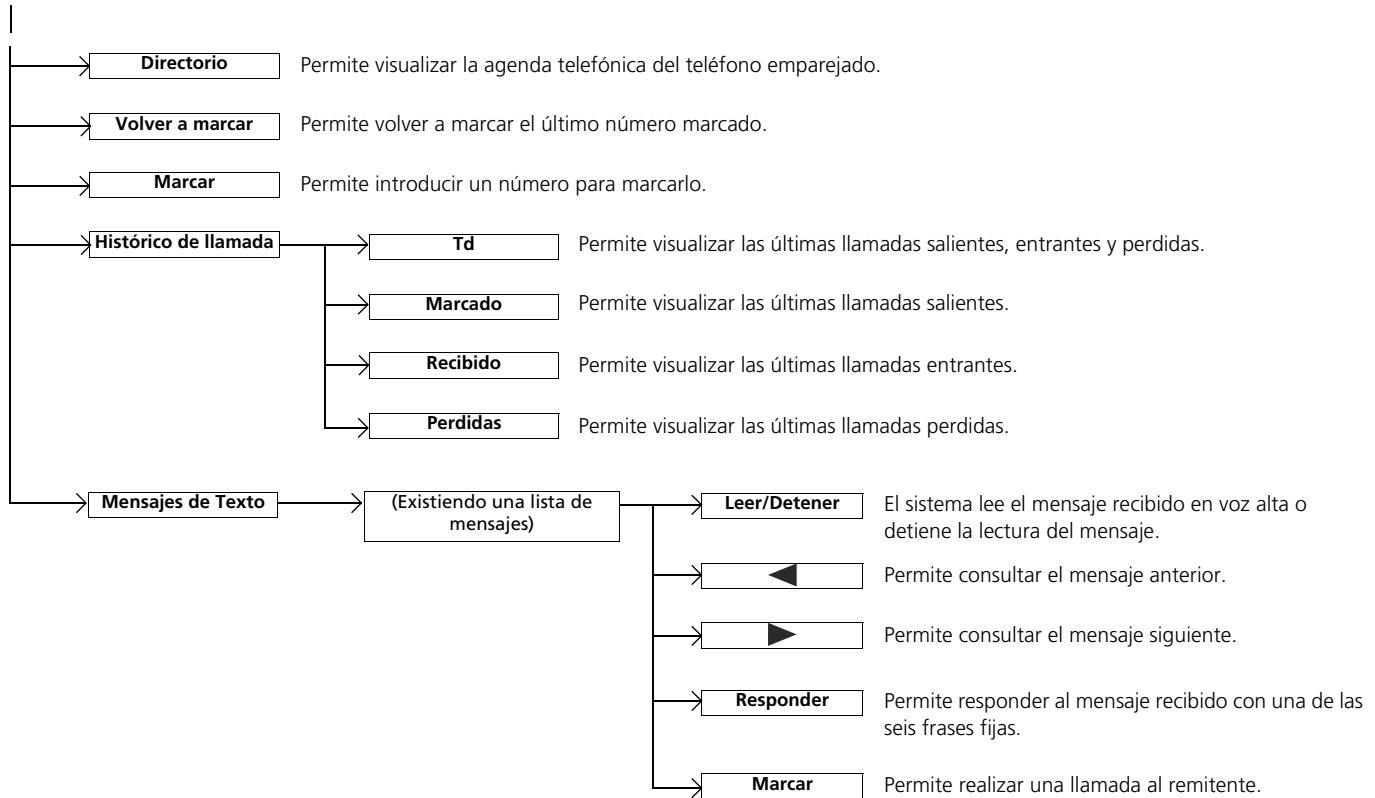 Directorio
Permite visualizar la agenda telefónica del teléfono emparejado.
Volver a marcar
Permite volver a marcar el último número marcado.
Marcar
Permite introducir un número para marcarlo.
Histórico de llamada
Td
Permite visualizar las últimas llamadas salientes, entrantes y perdidas.
Marcado
Permite visualizar las últimas llamadas salientes.
Recibido
Permite visualizar las últimas llamadas entrantes.
Perdidas
Permite visualizar las últimas llamadas perdidas.
Mensajes de Texto
(Existiendo una lista de
mensajes)
Leer/Detener
El sistema lee el mensaje recibido en voz alta o
detiene la lectura del mensaje.
◀
Permite consultar el mensaje anterior.
▶
Permite consultar el mensaje siguiente.
Responder
Permite responder al mensaje recibido con una de las
seis frases fijas.
Marcar
Permite realizar una llamada al remitente.